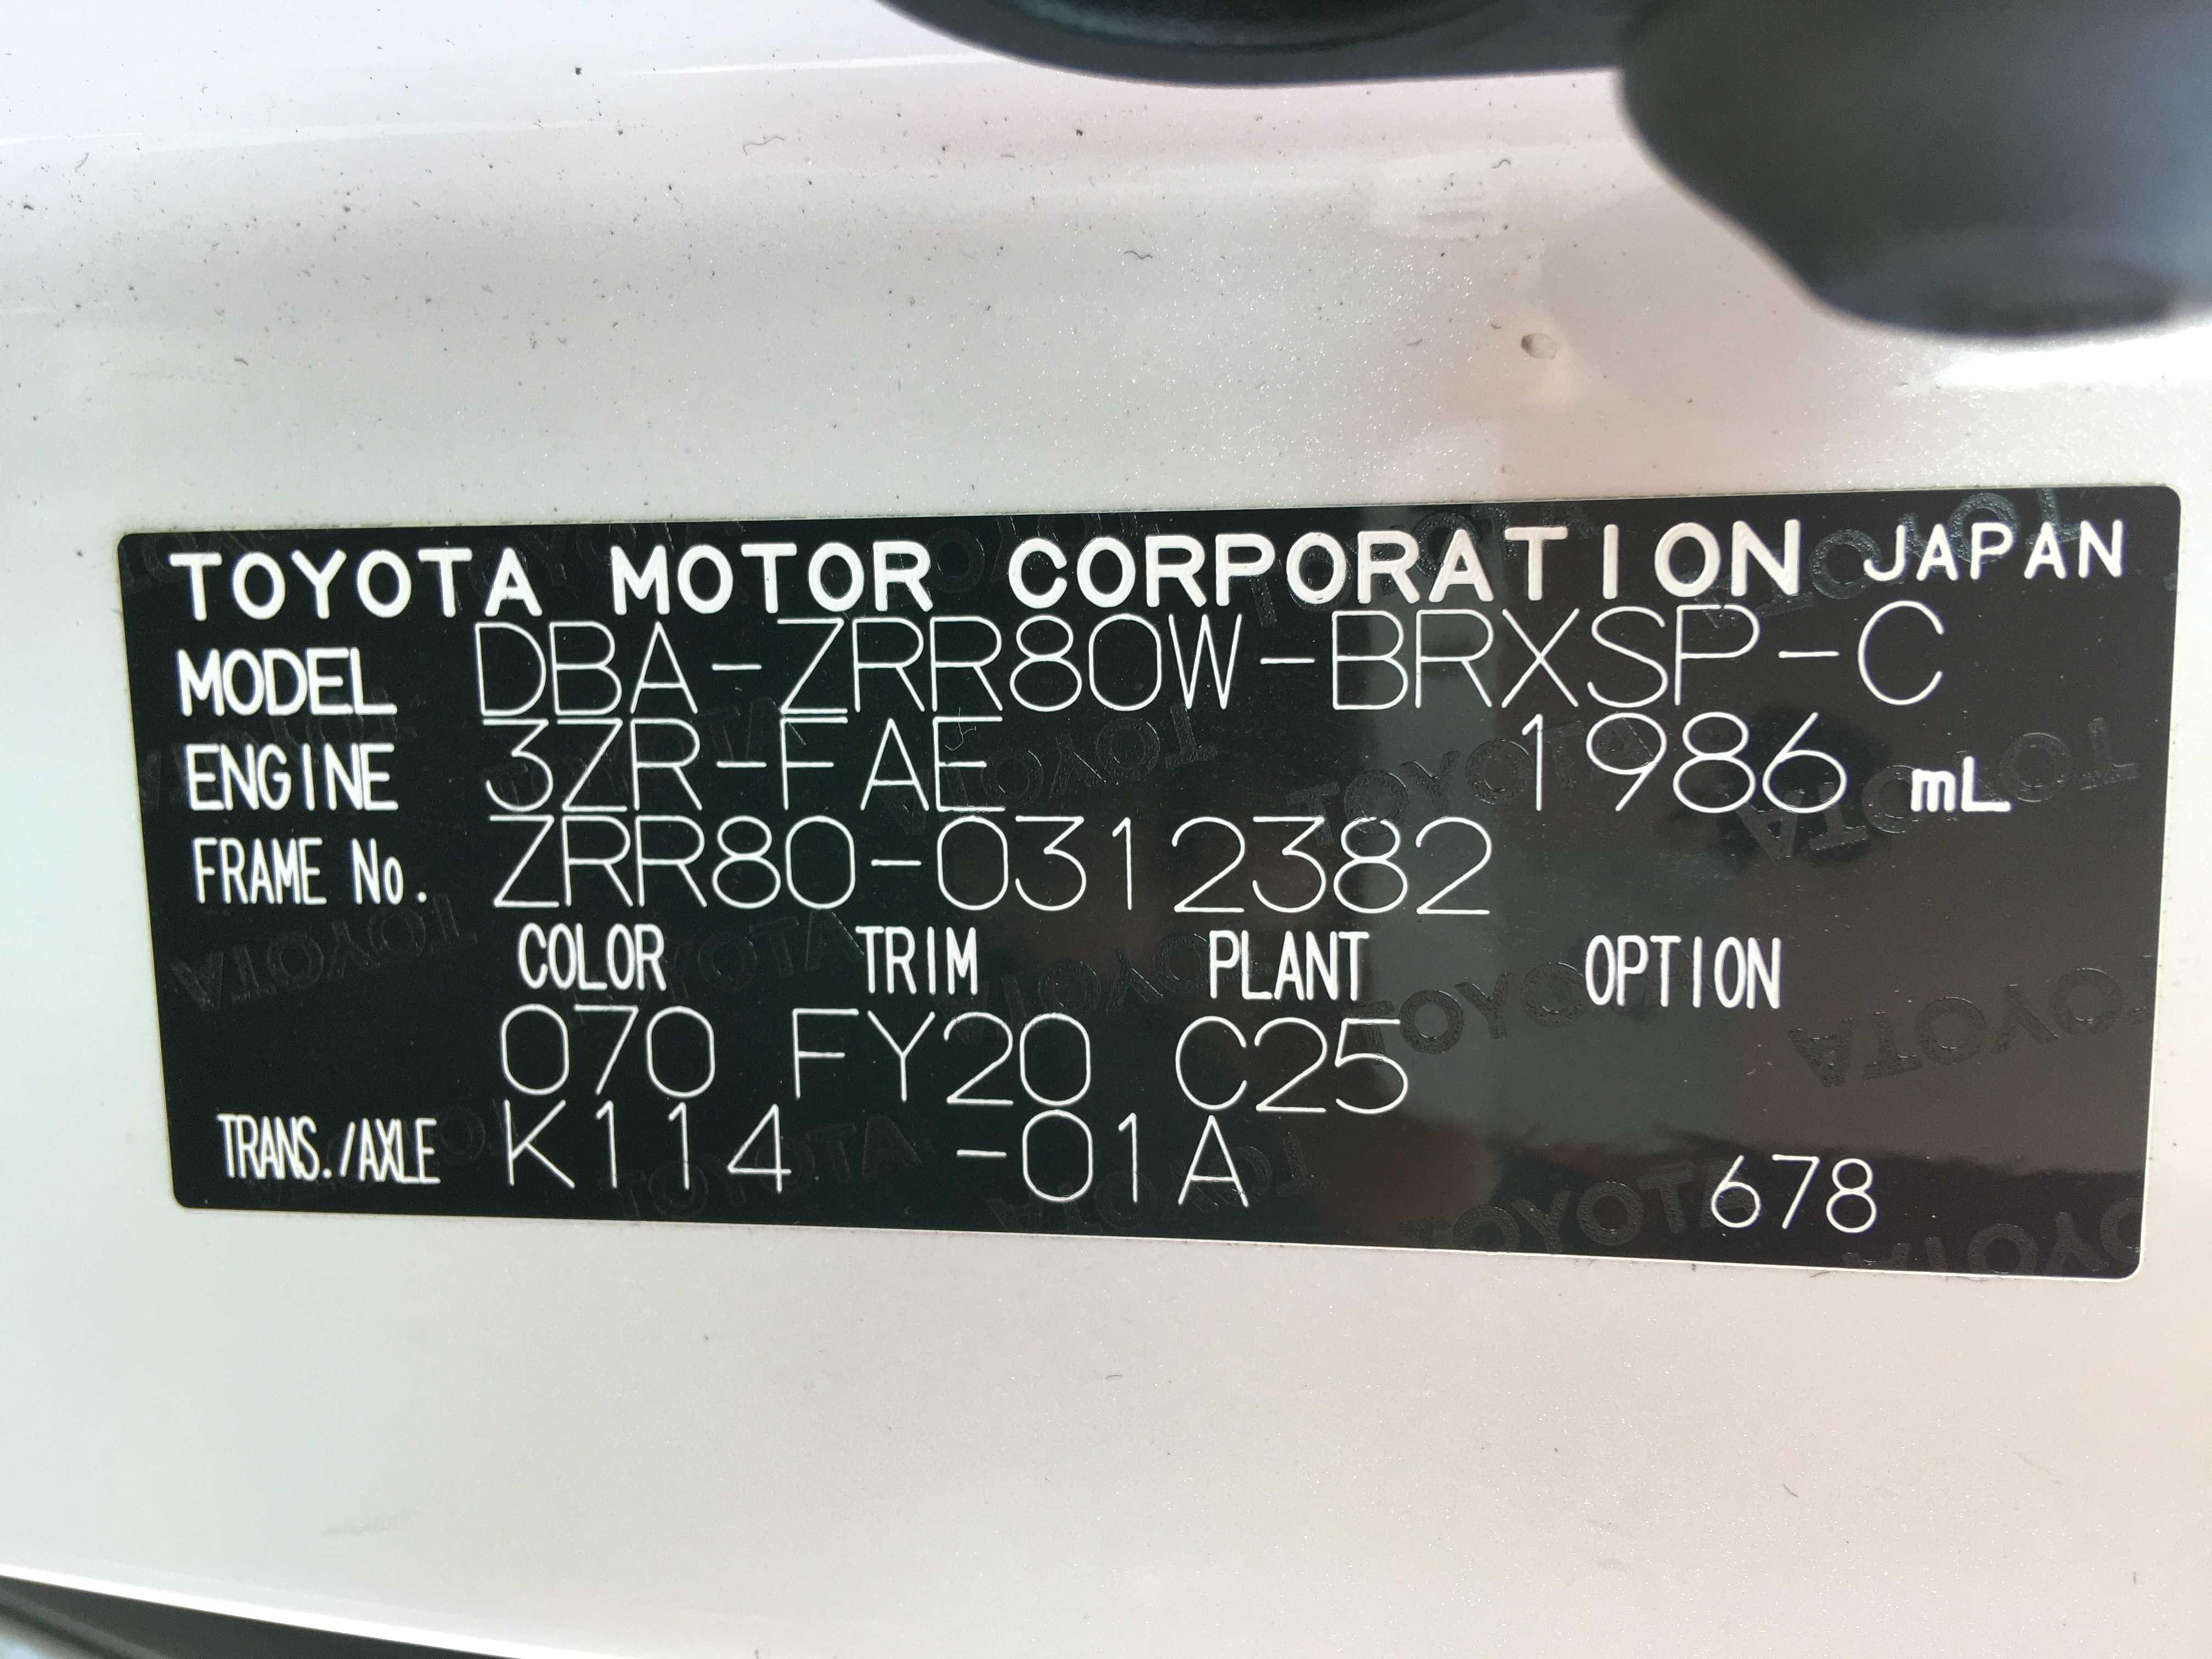 TOYOTA MOTOR CORPORATION JAPAN
MODEL DBA-ZRR80W-BRXSP-C
ENGINE 3ZR-FAE 1986 mL
FRAME No. ZRR80-0312382
COLOR TRIM PLANT OPTION
070 FY20 C25
TRANS./AXLE K114 -01A
678